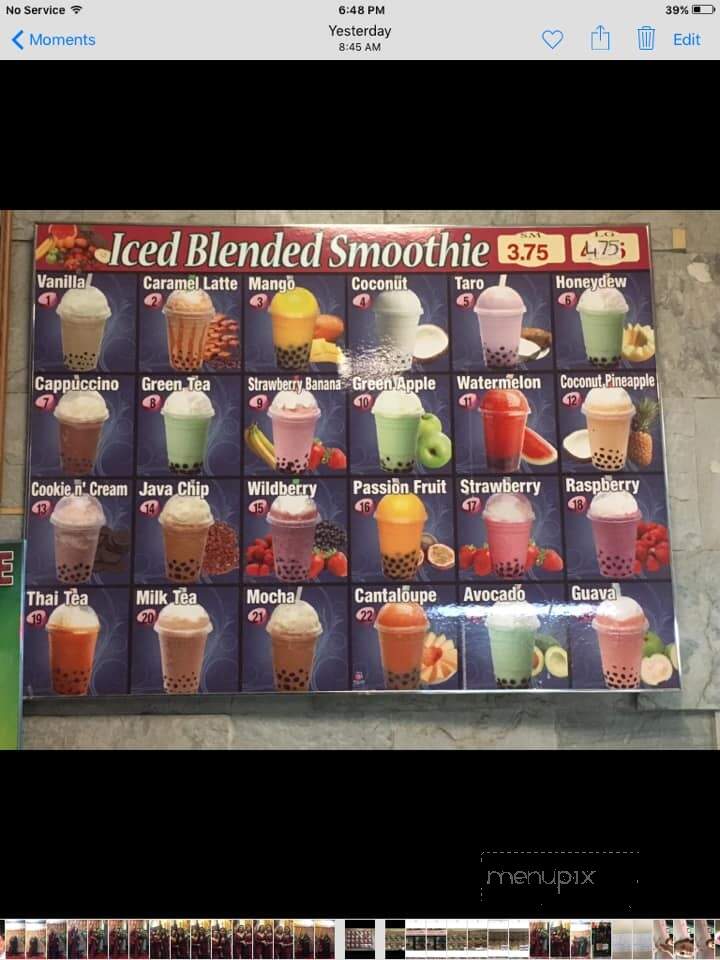 No Service 6:48 PM 39%
Moments Yesterday Edit
8:45 AM
Iced Blended Smoothie SM 3.75 LG 4.75
Vanilla Caramel Latte Mango Coconut Taro Honeydew
1 2 3 4 5 6
Cappuccino Green Tea Strawberry Banana Green Apple Watermelon Coconut Pineapple
7 8 9 10 11 12
Cookie n' Cream Java Chip Wildberry Passion Fruit Strawberry Raspberry
13 14 15 16 17 18
Thai Tea Milk Tea Mocha Cantaloupe Avocado Guava
19 20 21 22
E
menupix